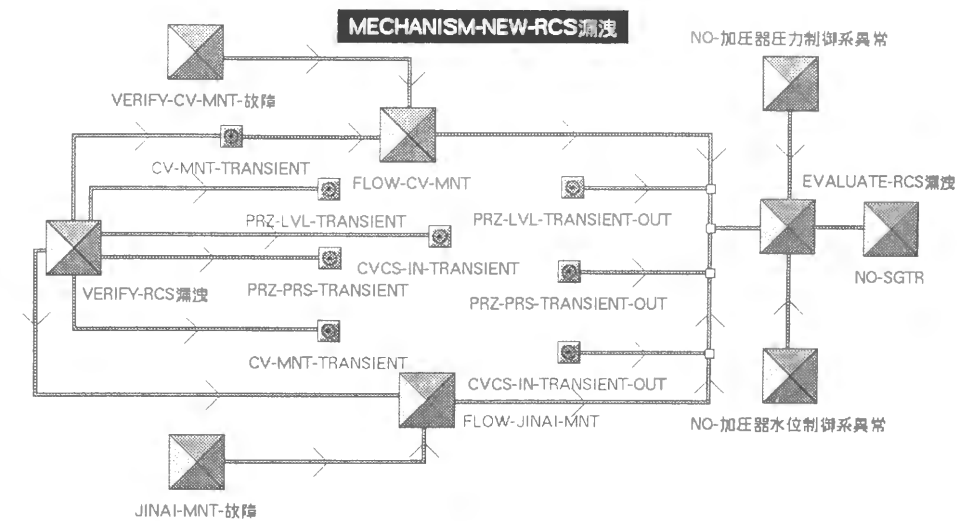 MECHANISM-NEW-RCS漏洩
NO-加圧器圧力制御系異常
VERIFY-CV-MNT-故障
CV-MNT-TRANSIENT
FLOW-CV-MNT
EVALUATE-RCS漏洩
PRZ-LVL-TRANSIENT
PRZ-LVL-TRANSIENT-OUT
CVCS-IN-TRANSIENT
NO-SGTR
VERIFY-RCS漏洩
PRZ-PRS-TRANSIENT
PRZ-PRS-TRANSIENT-OUT
CV-MNT-TRANSIENT
CVCS-IN-TRANSIENT-OUT
FLOW-JINAI-MNT
NO-加圧器水位制御系異常
JINAI-MNT-故障